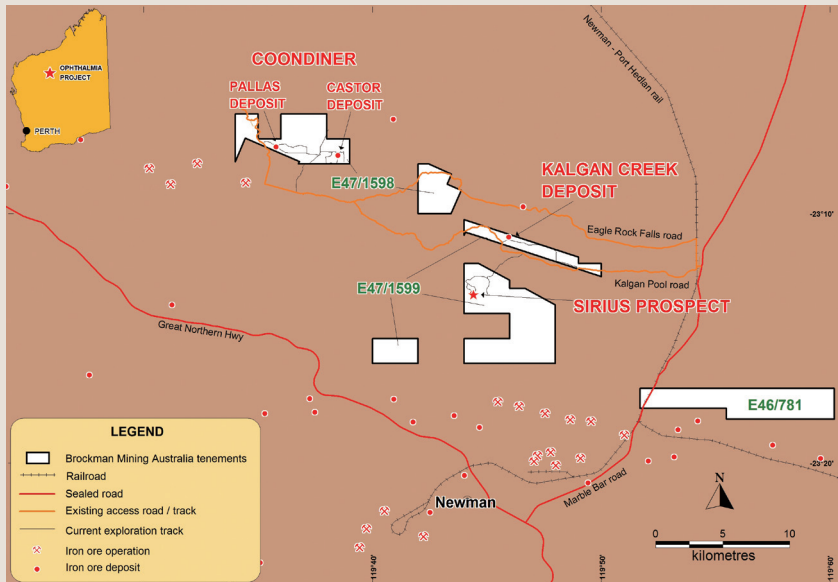 OPHTHALMIA
PROJECT
PERTH
COONDINER
PALLAS
DEPOSIT
CASTOR
DEPOSIT
Newman - Port Hedlan rail
E47/1598
KALGAN CREEK
DEPOSIT
-23°10'
Eagle Rock Falls road
Kalgan Pool road
E47/1599
SIRIUS PROSPECT
Great Northern Hwy
E46/781
-23°20'
Marble Bar road
Newman
N
0 5 10
kilometres
119°40'
119°50'
119°60'
LEGEND
Brockman Mining Australia tenements
Railroad
Sealed road
Existing access road / track
Current exploration track
Iron ore operation
Iron ore deposit